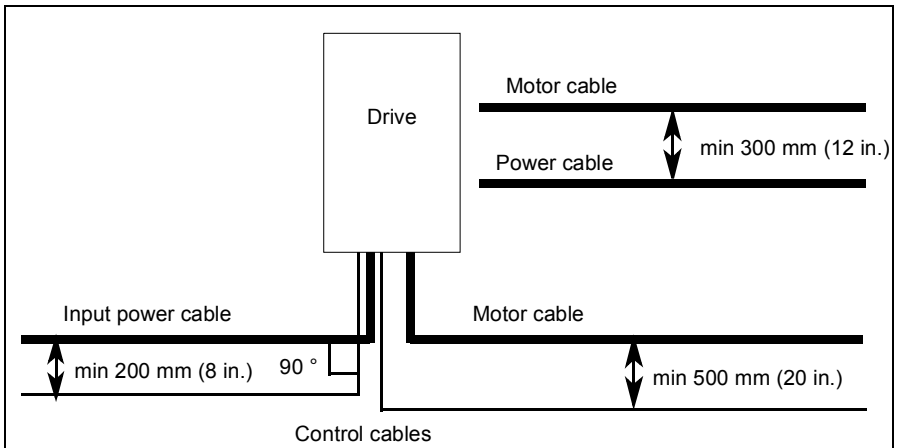 Motor cable
Drive
min 300 mm (12 in.)
Power cable
Input power cable
Motor cable
min 200 mm (8 in.)
90 °
min 500 mm (20 in.)
Control cables